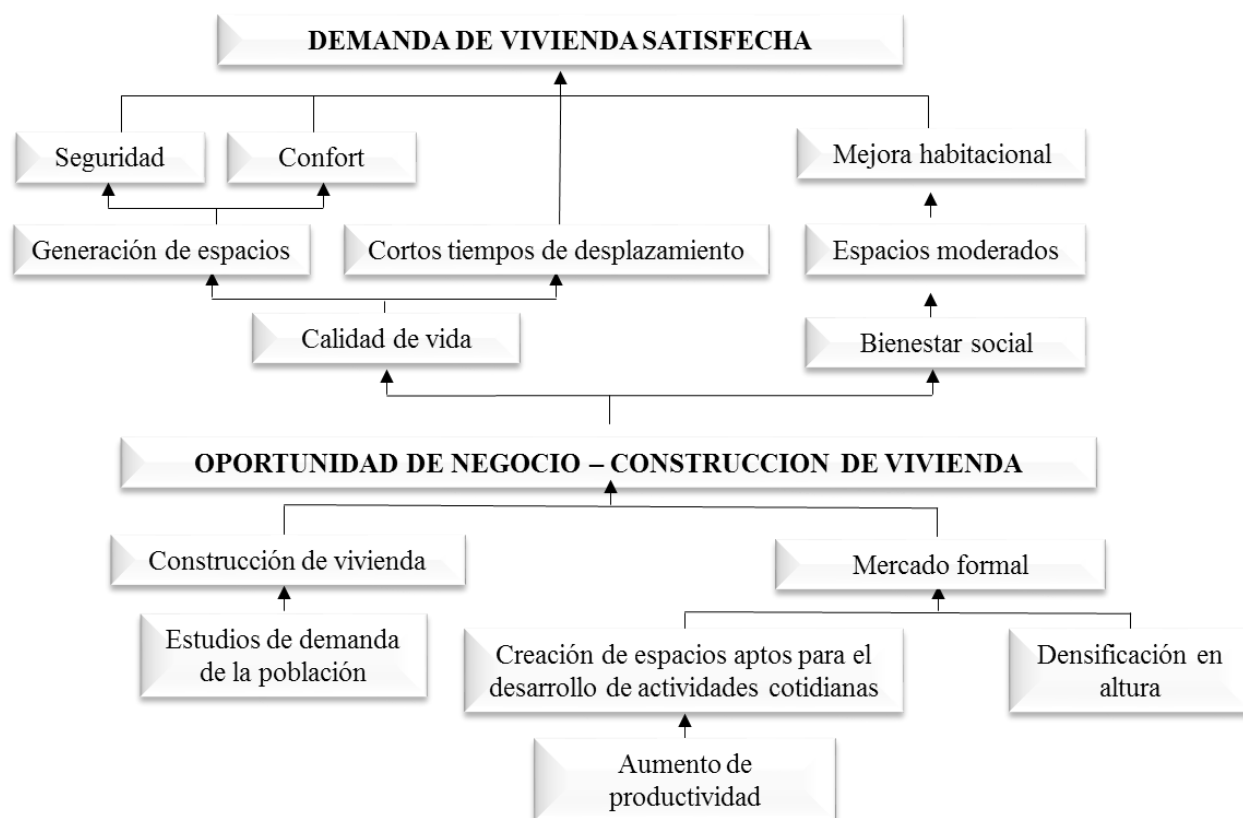 DEMANDA DE VIVIENDA SATISFECHA
Seguridad
Confort
Mejora habitacional
Generación de espacios
Cortos tiempos de desplazamiento
Espacios moderados
Calidad de vida
Bienestar social
OPORTUNIDAD DE NEGOCIO – CONSTRUCCION DE VIVIENDA
Construcción de vivienda
Mercado formal
Estudios de demanda
de la población
Creación de espacios aptos para el
desarrollo de actividades cotidianas
Densificación en
altura
Aumento de
productividad